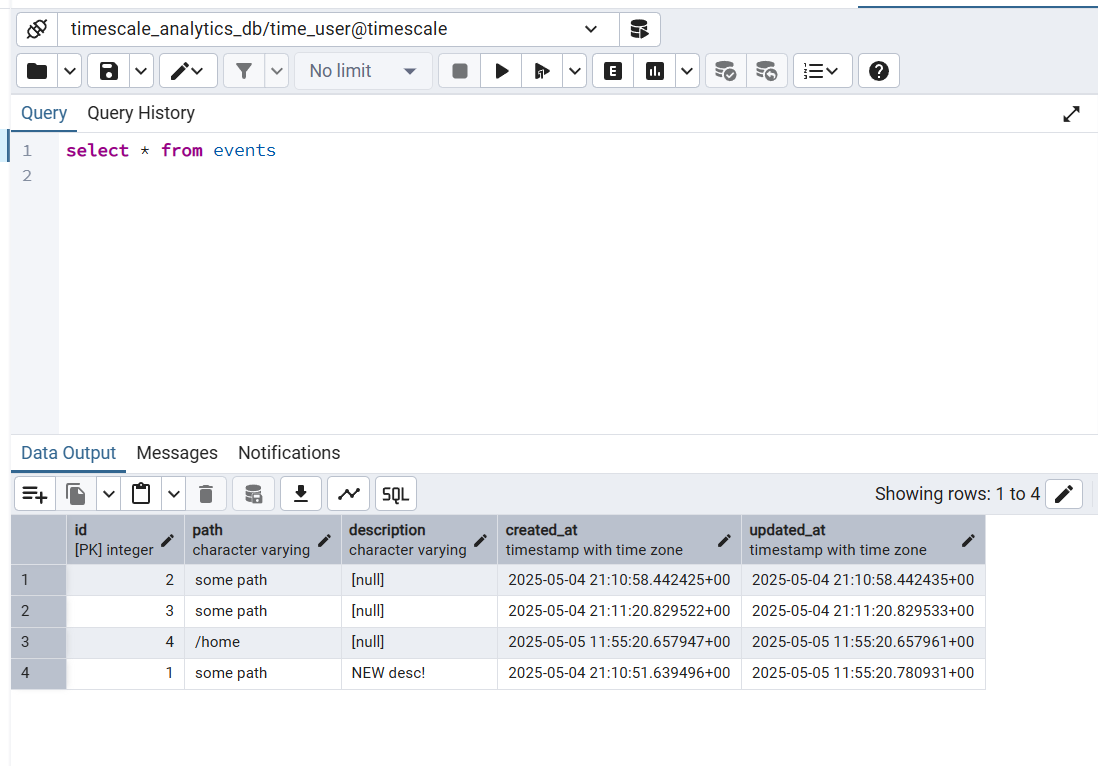 timescale_analytics_db/time_user@timescale
No limit
E
Query Query History
1 select * from events
2
Data Output Messages Notifications
SQL Showing rows: 1 to 4
id path description created_at updated_at
[PK] integer character varying character varying timestamp with time zone timestamp with time zone
1 2 some path [null] 2025-05-04 21:10:58.442425+00 2025-05-04 21:10:58.442435+00
2 3 some path [null] 2025-05-04 21:11:20.829522+00 2025-05-04 21:11:20.829533+00
3 4 /home [null] 2025-05-05 11:55:20.657947+00 2025-05-05 11:55:20.657961+00
4 1 some path NEW desc! 2025-05-04 21:10:51.639496+00 2025-05-05 11:55:20.780931+00